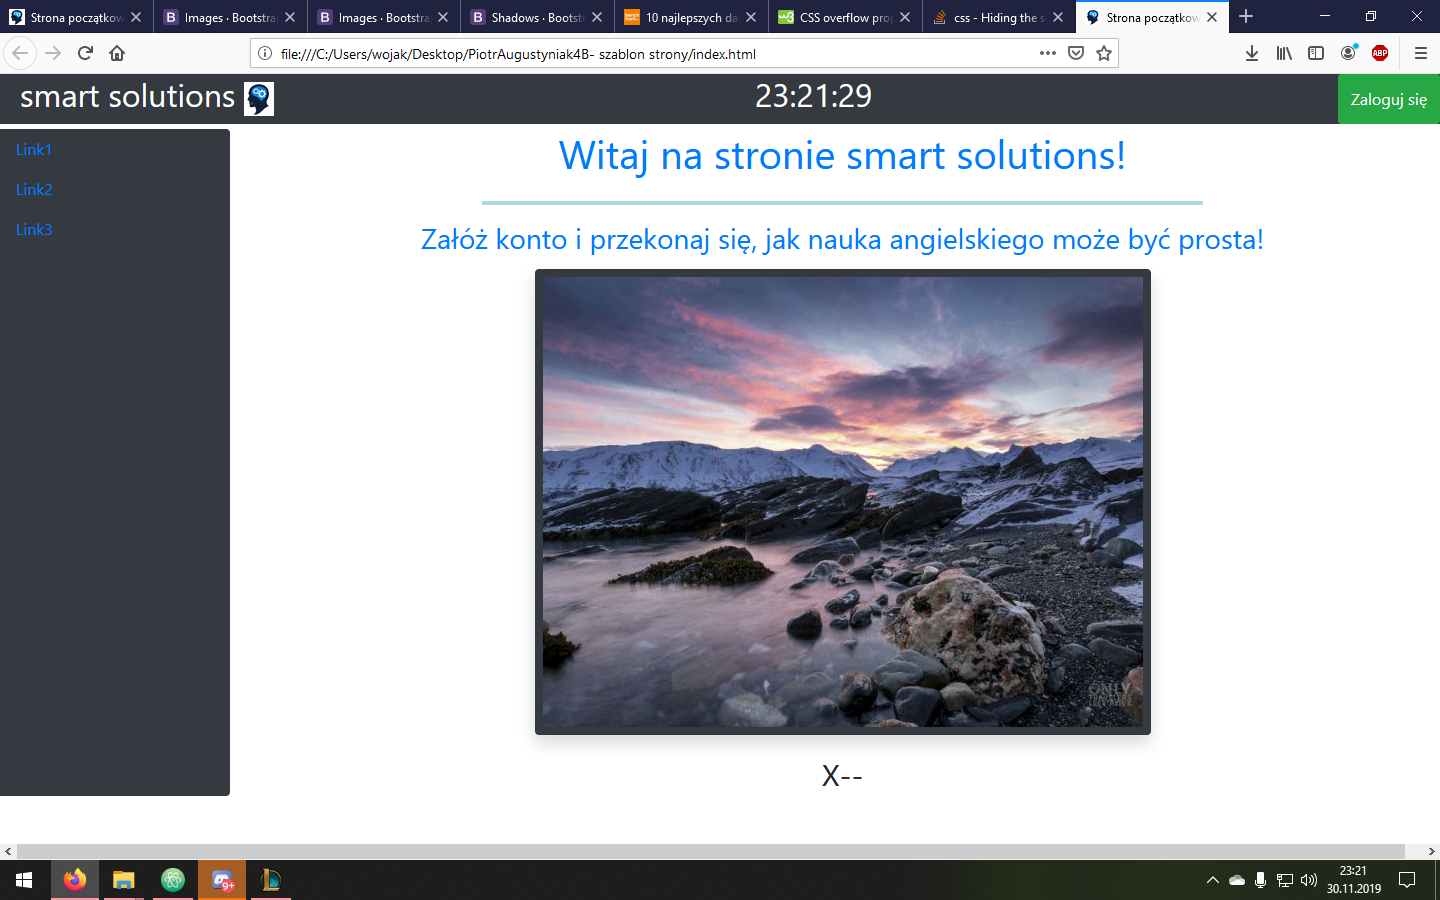 Strona początkow
Images · Bootstra
Images · Bootstra
Shadows · Bootst
10 najlepszych da
CSS overflow pro
css - Hiding the s
Strona początkow
file:///C:/Users/wojak/Desktop/PiotrAugustyniak4B- szablon strony/index.html
ABP
smart solutions
23:21:29
Zaloguj się
Link1
Link2
Link3
Witaj na stronie smart solutions!
Załóż konto i przekonaj się, jak nauka angielskiego może być prosta!
ONLY
X--
9+
23:21
30.11.2019